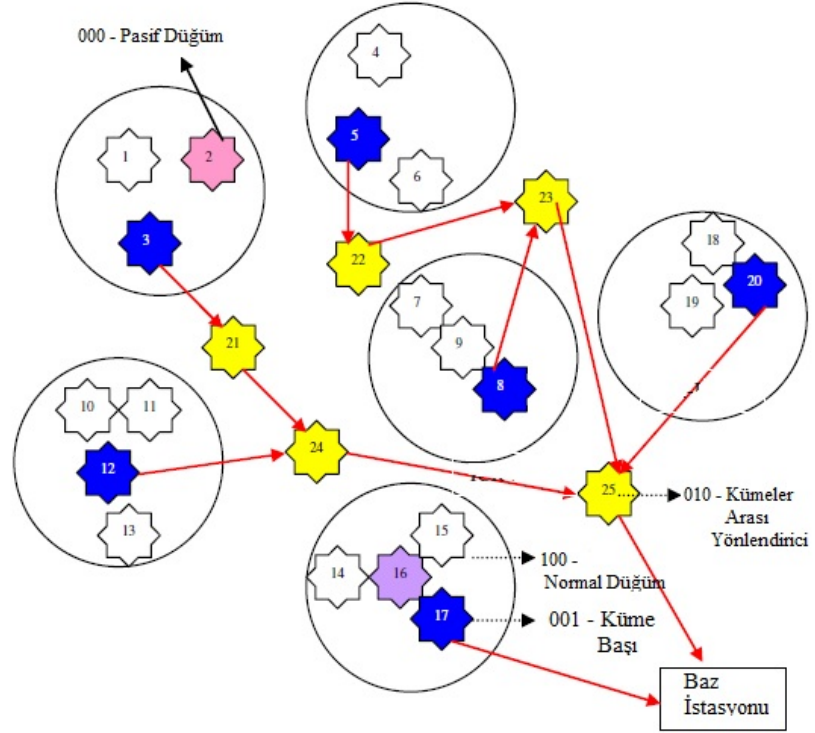 000 - Pasif Düğüm
4
5
6
1
2
3
23
22
18
20
19
7
9
8
21
10
11
12
13
24
25
010 - Kümeler
Arası
Yönlendirici
15
14
16
17
100 -
Normal Düğüm
001 - Küme
Başı
Baz
İstasyonu